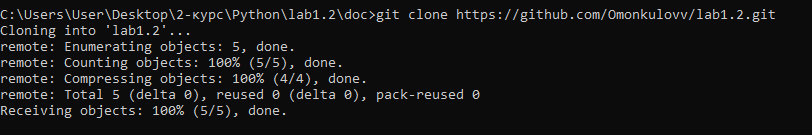 C:\Users\User\Desktop\2-курс\Python\lab1.2\doc>git clone https://github.com/Omonkulovv/lab1.2.git
Cloning into 'lab1.2'...
remote: Enumerating objects: 5, done.
remote: Counting objects: 100% (5/5), done.
remote: Compressing objects: 100% (4/4), done.
remote: Total 5 (delta 0), reused 0 (delta 0), pack-reused 0
Receiving objects: 100% (5/5), done.